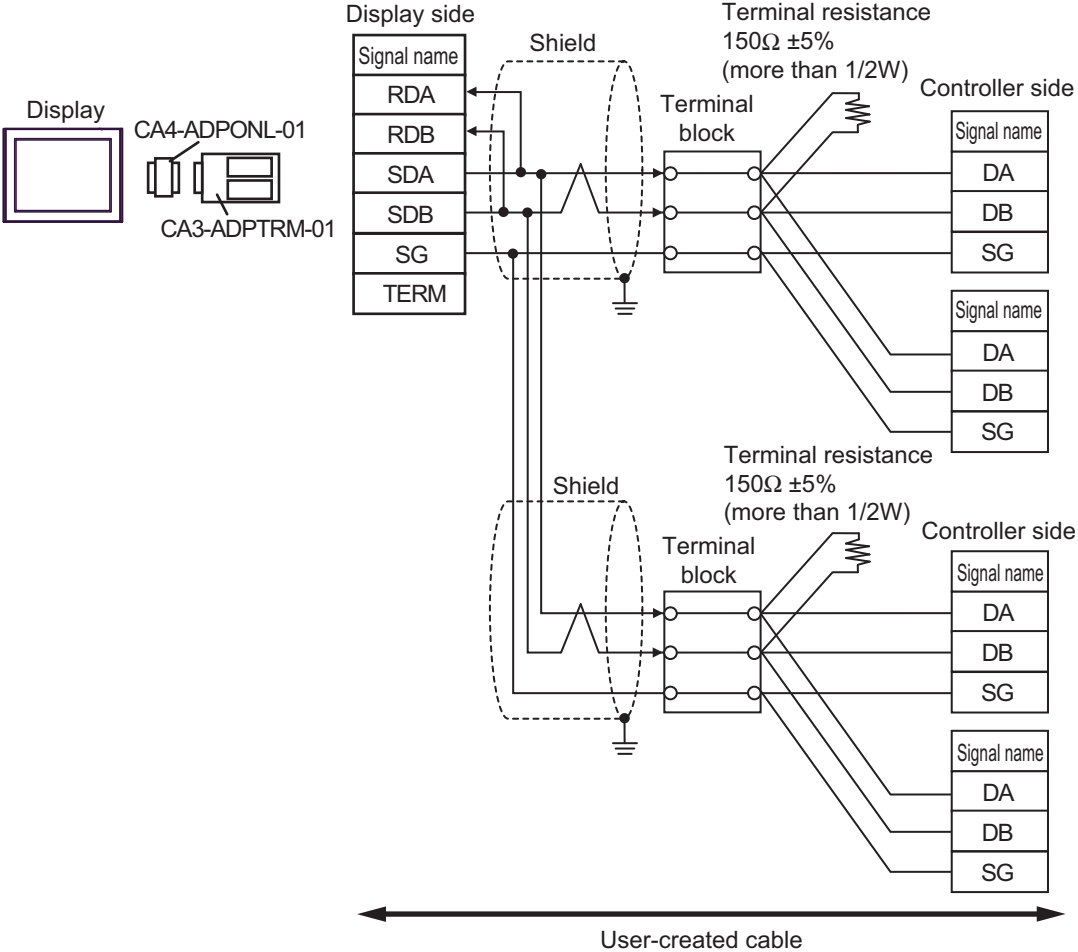 Display
CA4-ADPONL-01
CA3-ADPTRM-01
Display side
Signal name
RDA
RDB
SDA
SDB
SG
TERM
Shield
Terminal resistance
150Ω ±5%
(more than 1/2W)
Terminal
block
Controller side
Signal name
DA
DB
SG
Signal name
DA
DB
SG
Shield
Terminal resistance
150Ω ±5%
(more than 1/2W)
Terminal
block
Controller side
Signal name
DA
DB
SG
Signal name
DA
DB
SG
User-created cable